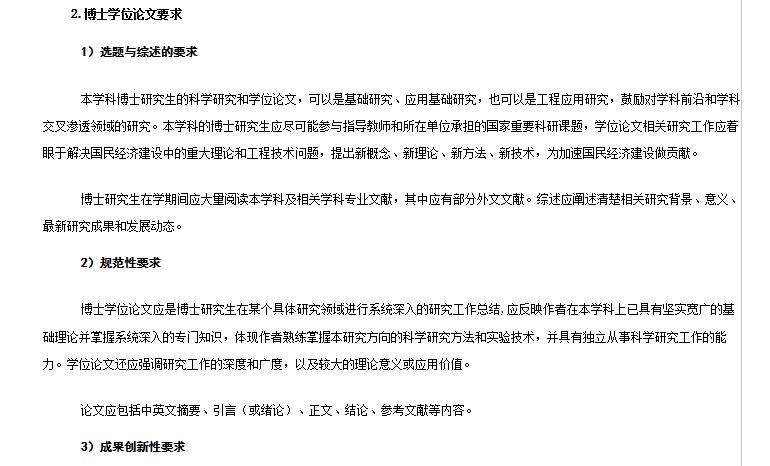 2. 博士学位论文要求
1）选题与综述的要求
本学科博士研究生的科学研究和学位论文，可以是基础研究、应用基础研究，也可以是工程应用研究，鼓励对学科前沿和学科
交叉渗透领域的研究。本学科的博士研究生应尽可能参与指导教师和所在单位承担的国家重要科研课题，学位论文相关研究工作应着
眼于解决国民经济建设中的重大理论和工程技术问题，提出新概念、新理论、新方法、新技术，为加速国民经济建设做贡献。
博士研究生在学期间应大量阅读本学科及相关学科专业文献，其中应有部分外文文献。综述应阐述清楚相关研究背景、意义、
最新研究成果和发展动态。
2）规范性要求
博士学位论文应是博士研究生在某个具体研究领域进行系统深入的研究工作总结,应反映作者在本学科上已具有坚实宽广的基
础理论并掌握系统深入的专门知识，体现作者熟练掌握本研究方向的科学研究方法和实验技术，并具有独立从事科学研究工作的能
力。学位论文还应强调研究工作的深度和广度，以及较大的理论意义或应用价值。
论文应包括中英文摘要、引言（或绪论）、正文、结论、参考文献等内容。
3）成果创新性要求